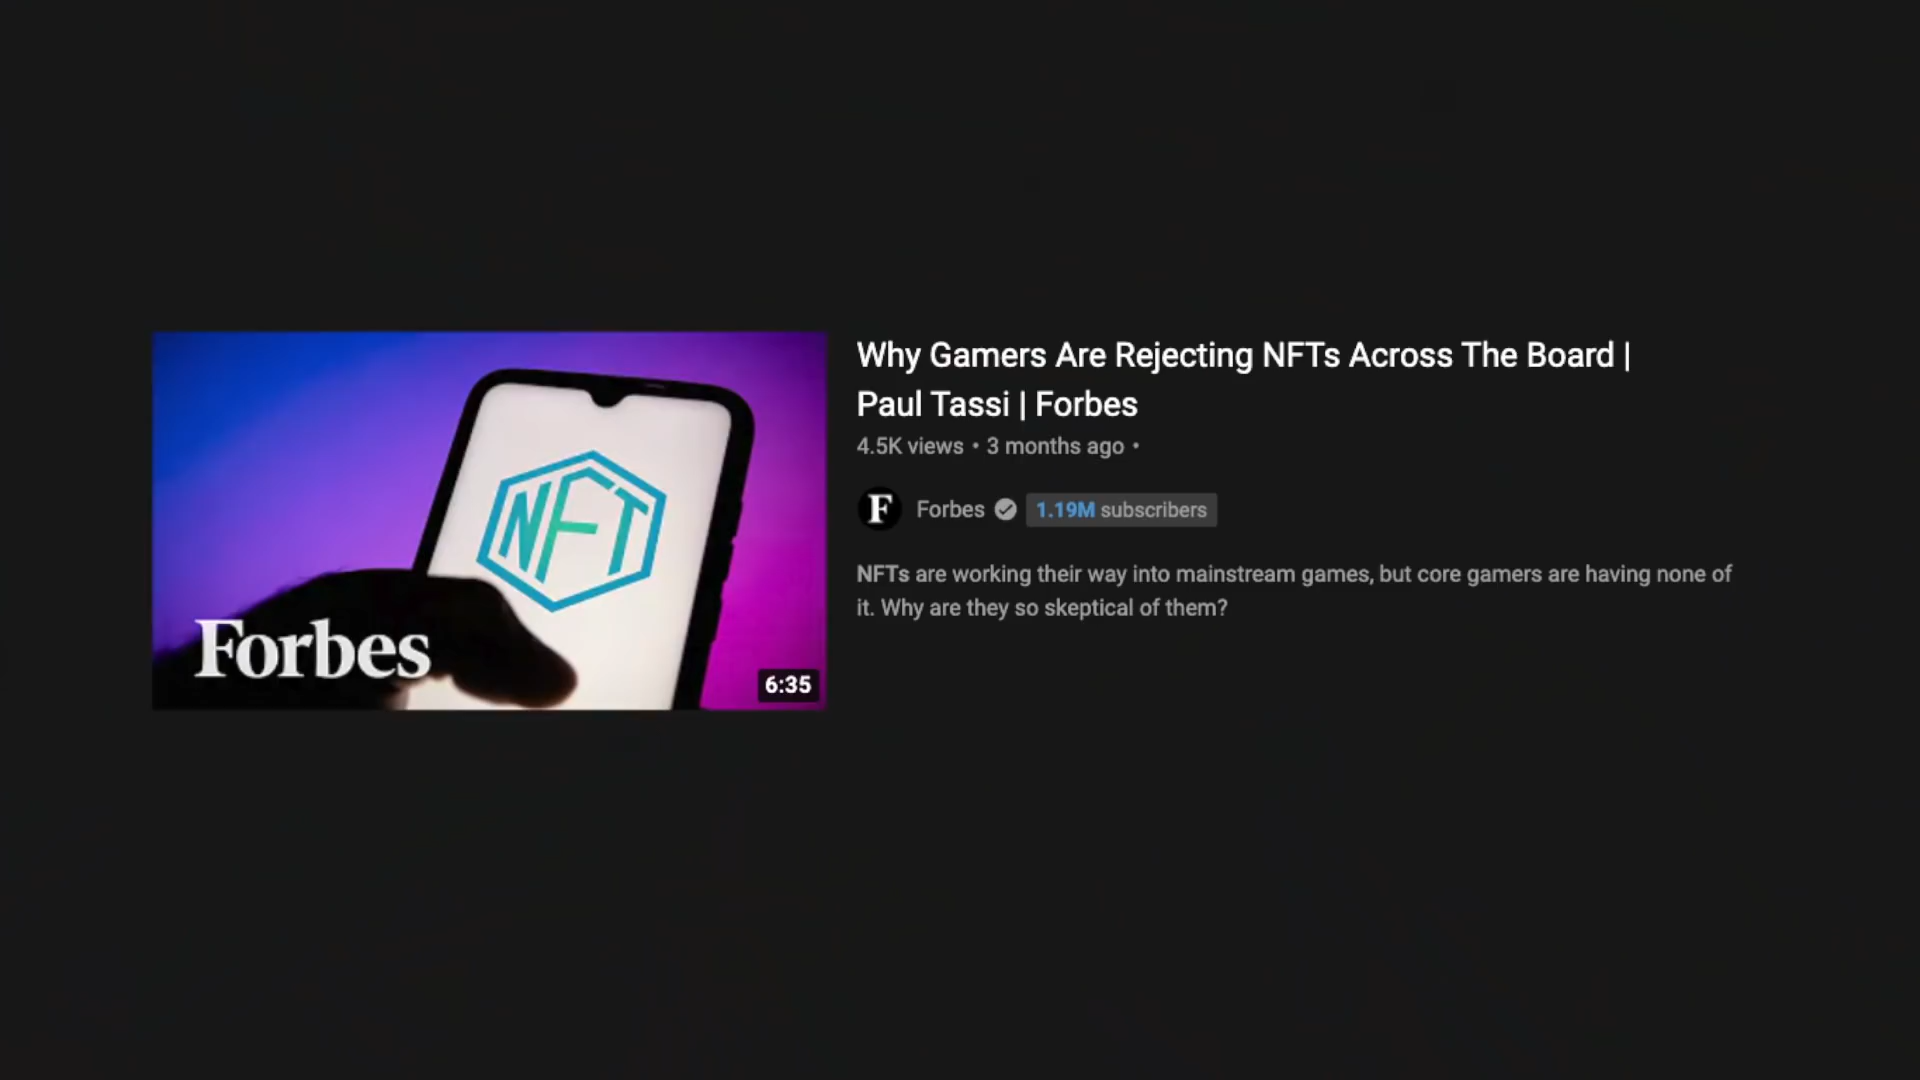 NFT
Forbes
6:35
Why Gamers Are Rejecting NFTs Across The Board |
Paul Tassi | Forbes
4.5K views • 3 months ago •
F
Forbes
1.19M subscribers
NFTs are working their way into mainstream games, but core gamers are having none of
it. Why are they so skeptical of them?